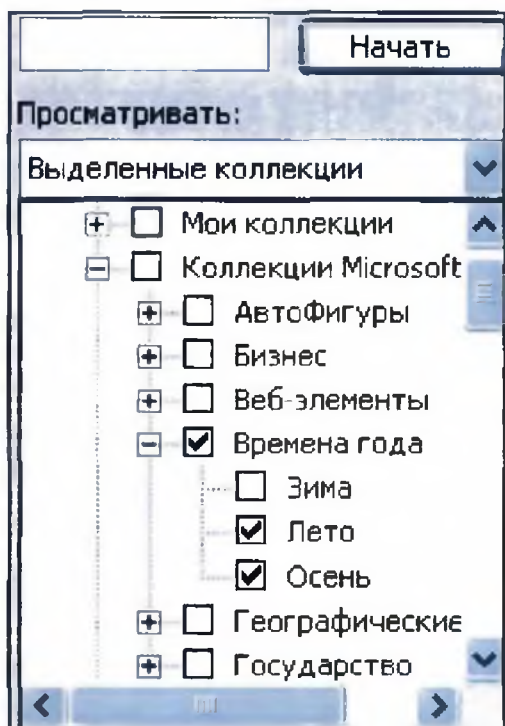 Начать
Просматривать:
Выделенные коллекции
Мои коллекции
Коллекции Microsoft
АвтоФигуры
Бизнес
Веб-элементы
Времена года
Зима
Лето
Осень
Географические
Государство